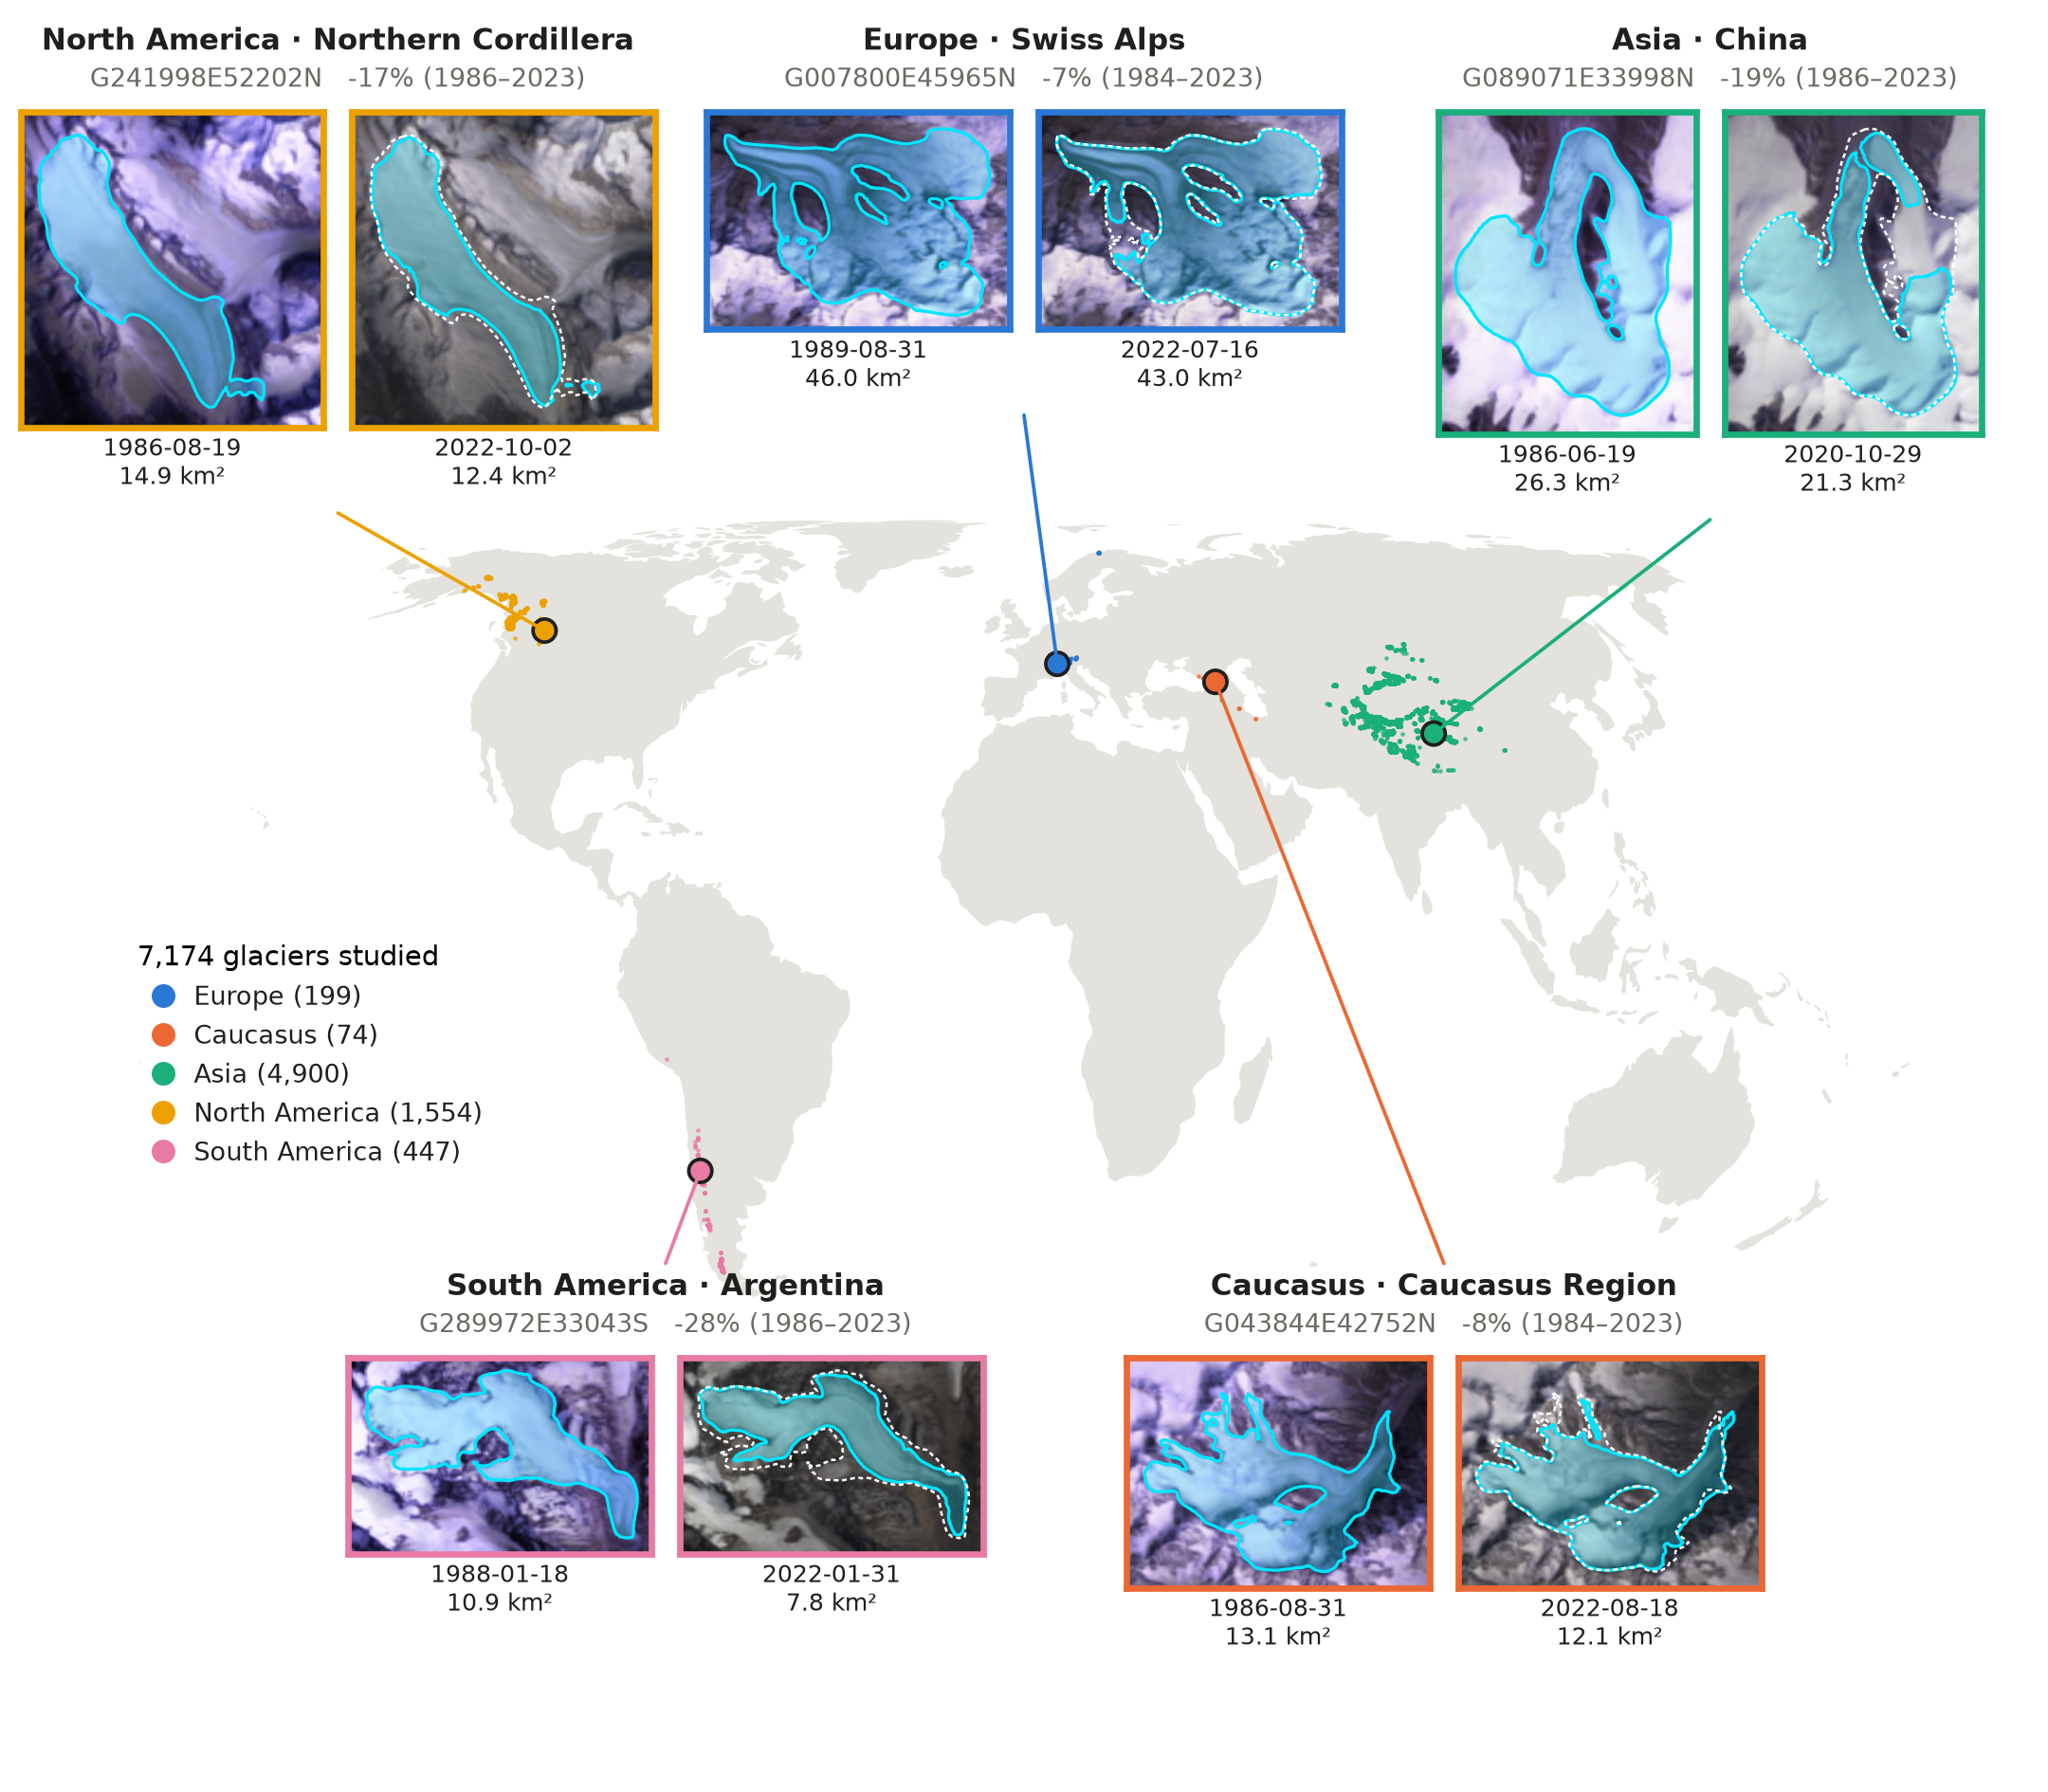 North America · Northern Cordillera
G241998E52202N -17% (1986–2023)
1986-08-19
14.9 km²
2022-10-02
12.4 km²
Europe · Swiss Alps
G007800E45965N -7% (1984–2023)
1989-08-31
46.0 km²
2022-07-16
43.0 km²
Asia · China
G089071E33998N -19% (1986–2023)
1986-06-19
26.3 km²
2020-10-29
21.3 km²
7,174 glaciers studied
Europe (199)
Caucasus (74)
Asia (4,900)
North America (1,554)
South America (447)
South America · Argentina
G289972E33043S -28% (1986–2023)
1988-01-18
10.9 km²
2022-01-31
7.8 km²
Caucasus · Caucasus Region
G043844E42752N -8% (1984–2023)
1986-08-31
13.1 km²
2022-08-18
12.1 km²